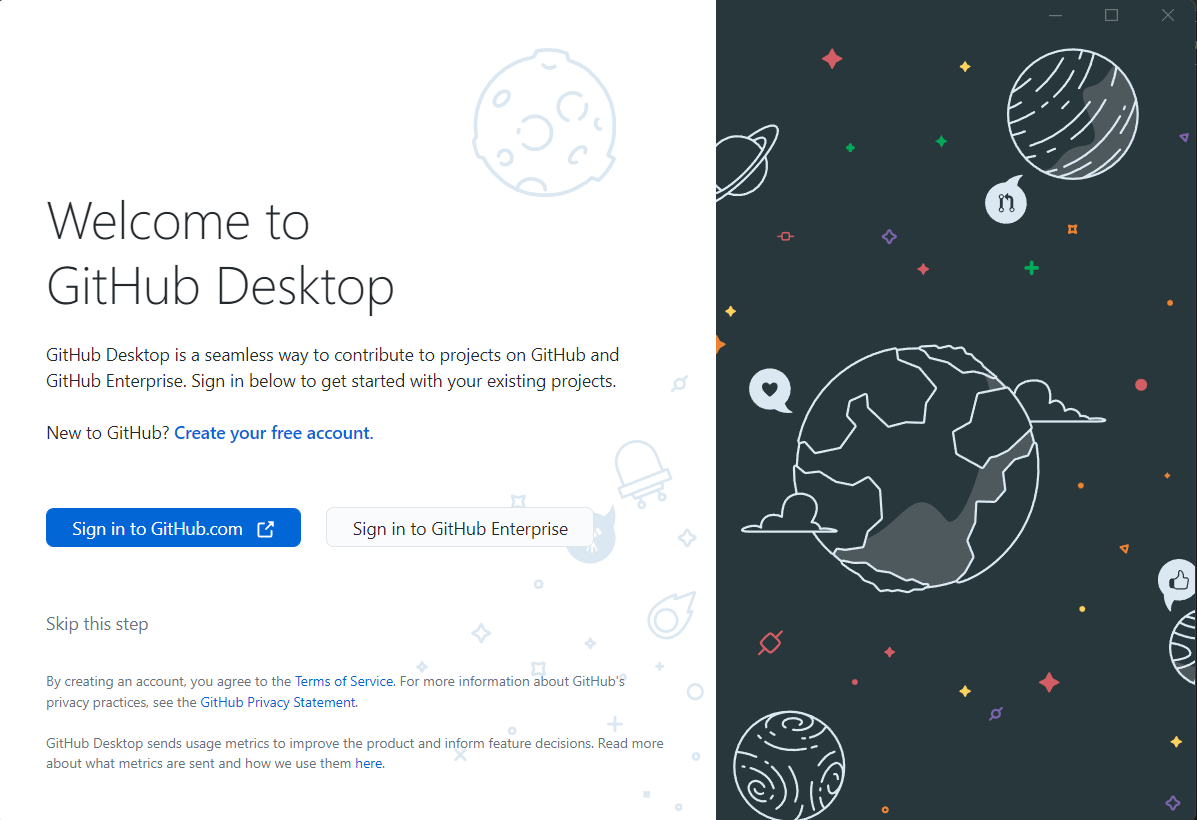 Welcome to
GitHub Desktop
GitHub Desktop is a seamless way to contribute to projects on GitHub and
GitHub Enterprise. Sign in below to get started with your existing projects.
New to GitHub? Create your free account.
Sign in to GitHub.com
Sign in to GitHub Enterprise
Skip this step
By creating an account, you agree to the Terms of Service. For more information about GitHub's
privacy practices, see the GitHub Privacy Statement.
GitHub Desktop sends usage metrics to improve the product and inform feature decisions. Read more
about what metrics are sent and how we use them here.